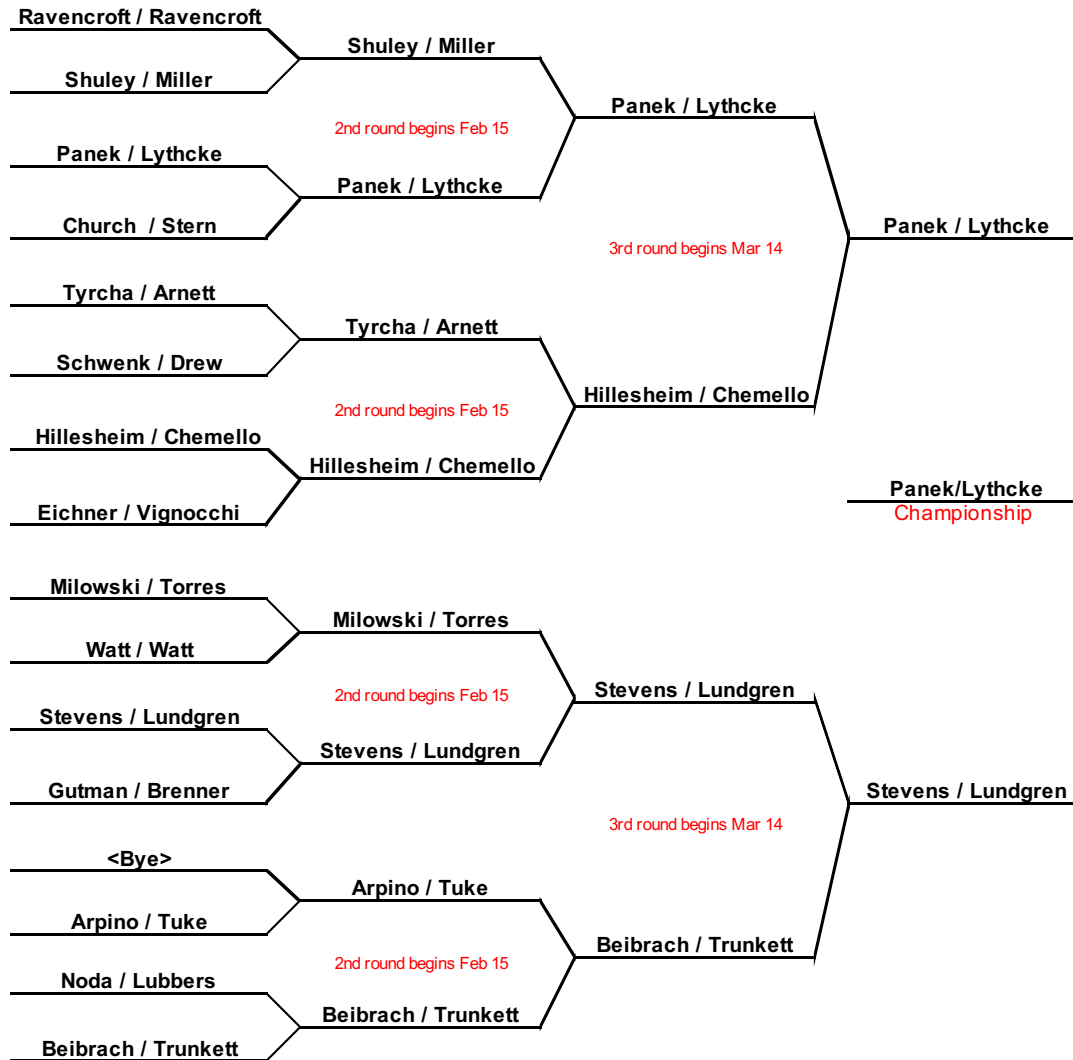 Ravencroft / Ravencroft
Shuley / Miller
Shuley / Miller
Panek / Lythcke
2nd round begins Feb 15
Panek / Lythcke
Panek / Lythcke
Church / Stern
Panek / Lythcke
3rd round begins Mar 14
Tyrcha / Arnett
Tyrcha / Arnett
Schwenk / Drew
Hillesheim / Chemello
2nd round begins Feb 15
Hillesheim / Chemello
Hillesheim / Chemello
Eichner / Vignocchi
Panek/Lythcke
Championship
Milowski / Torres
Milowski / Torres
Watt / Watt
Stevens / Lundgren
2nd round begins Feb 15
Stevens / Lundgren
Stevens / Lundgren
Gutman / Brenner
Stevens / Lundgren
3rd round begins Mar 14
<Bye>
Arpino / Tuke
Arpino / Tuke
Beibrach / Trunkett
2nd round begins Feb 15
Noda / Lubbers
Beibrach / Trunkett
Beibrach / Trunkett